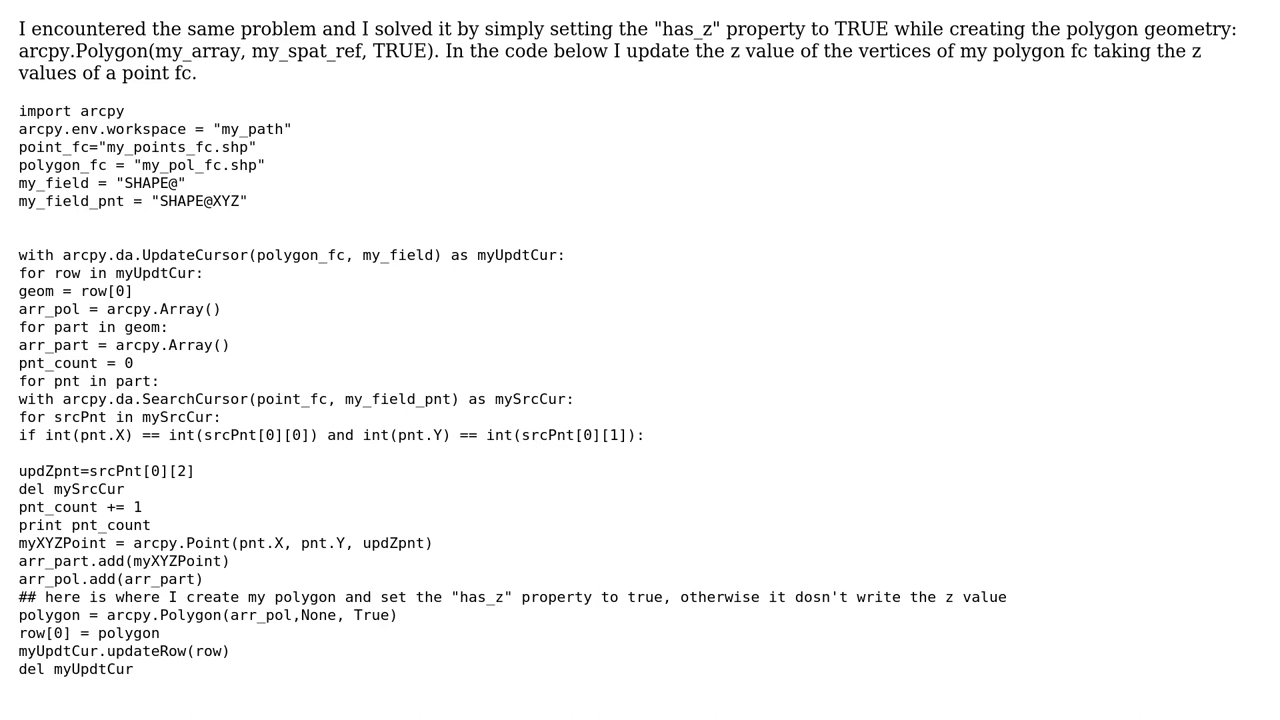 I encountered the same problem and I solved it by simply setting the "has_z" property to TRUE while creating the polygon geometry:
arcpy.Polygon(my_array, my_spat_ref, TRUE). In the code below I update the z value of the vertices of my polygon fc taking the z
values of a point fc.
import arcpy
arcpy.env.workspace = "my_path"
point_fc="my_points_fc.shp"
polygon_fc = "my_pol_fc.shp"
my_field = "SHAPE@"
my_field_pnt = "SHAPE@XYZ"
with arcpy.da.UpdateCursor(polygon_fc, my_field) as myUpdtCur:
for row in myUpdtCur:
geom = row[0]
arr_pol = arcpy.Array()
for part in geom:
arr_part = arcpy.Array()
pnt_count = 0
for pnt in part:
with arcpy.da.SearchCursor(point_fc, my_field_pnt) as mySrcCur:
for srcPnt in mySrcCur:
if int(pnt.X) == int(srcPnt[0][0]) and int(pnt.Y) == int(srcPnt[0][1]):
updZpnt=srcPnt[0][2]
del mySrcCur
pnt_count += 1
print pnt_count
myXYZPoint = arcpy.Point(pnt.X, pnt.Y, updZpnt)
arr_part.add(myXYZPoint)
arr_pol.add(arr_part)
## here is where I create my polygon and set the "has_z" property to true, otherwise it dosn't write the z value
polygon = arcpy.Polygon(arr_pol,None, True)
row[0] = polygon
myUpdtCur.updateRow(row)
del myUpdtCur